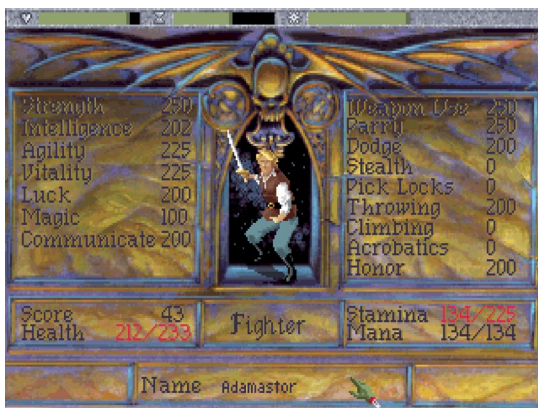 Strength 250
Intelligence 202
Agility 225
Vitality 225
Luck 200
Magic 100
Communicate 200
Weapon Use 250
Parry 250
Dodge 200
Stealth 0
Pick Locks 0
Throwing 200
Climbing 0
Acrobatics 0
Honor 200
Score 43
Health 212/233
Fighter
Stamina 134/225
Mana 134/134
Name Adamastor